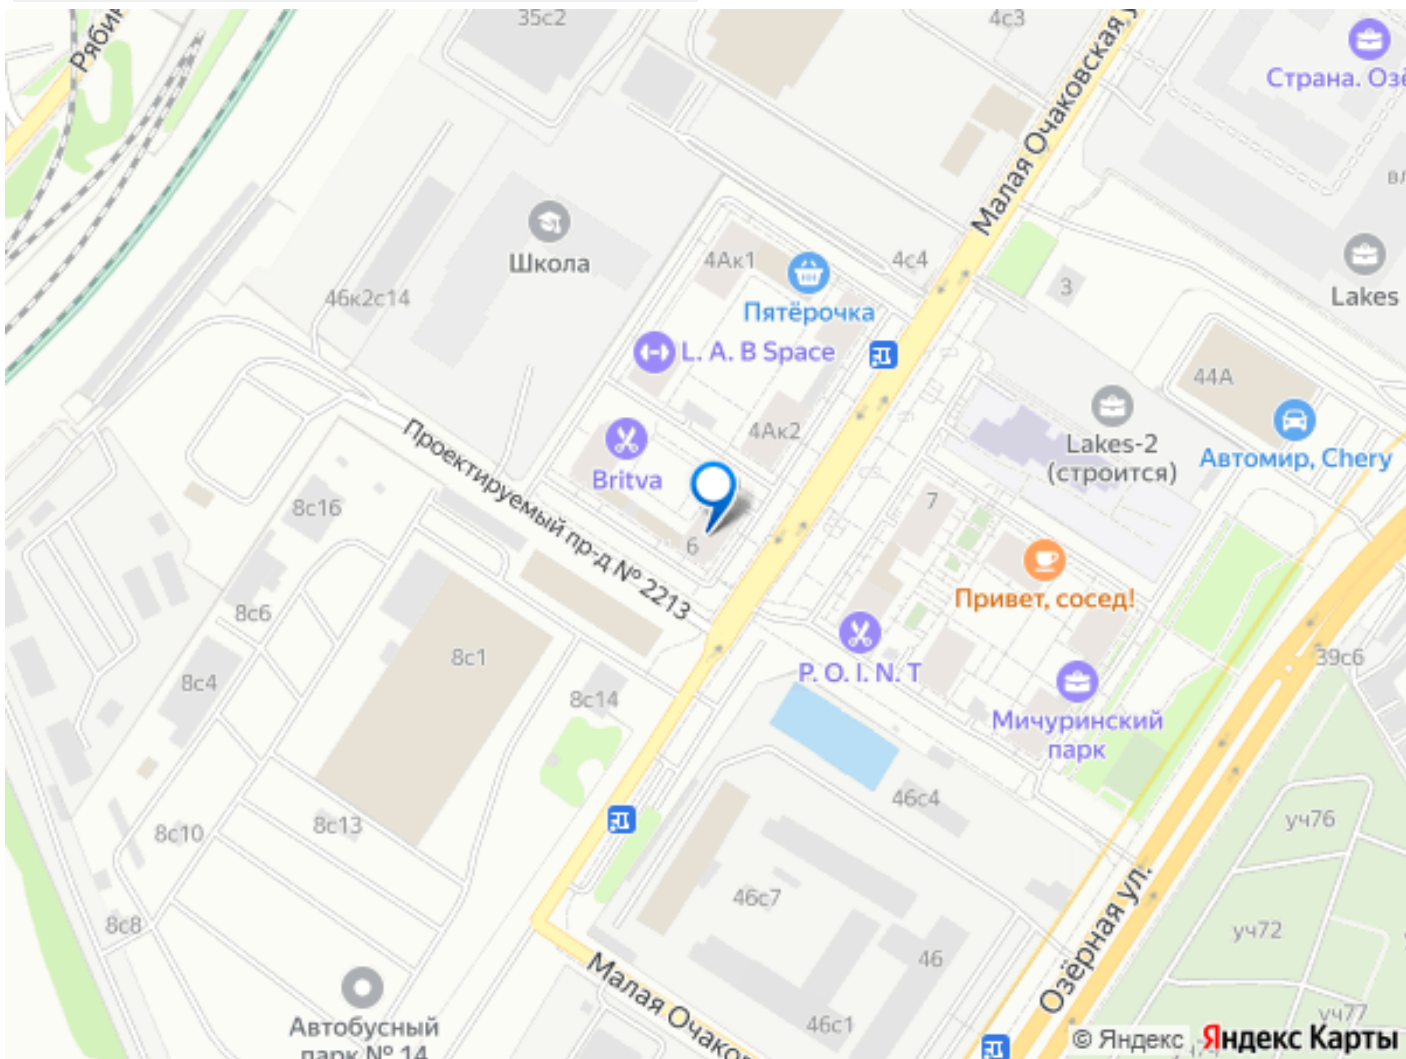 35с2
4с3
Рябин
Малая Очаковская у
Страна. Озё
вл
Школа
4Ак1
4с4
3
Lakes
46к2с14
Пятёрочка
L. A. B Space
44А
4Ак2
Lakes-2
(строится)
Автомир, Chery
Проектируемый пр-д № 2213
Britva
7
8с16
6
Привет, сосед!
8с6
P. O. I. N. T
39с6
8с1
8с4
8с14
Мичуринский
парк
46с4
уч76
8с13
8с10
46с7
Озёрная ул.
8с8
уч72
46
Малая Очаков
Автобусный
парк № 14
46с1
уч77
© Яндекс Яндекс Карты